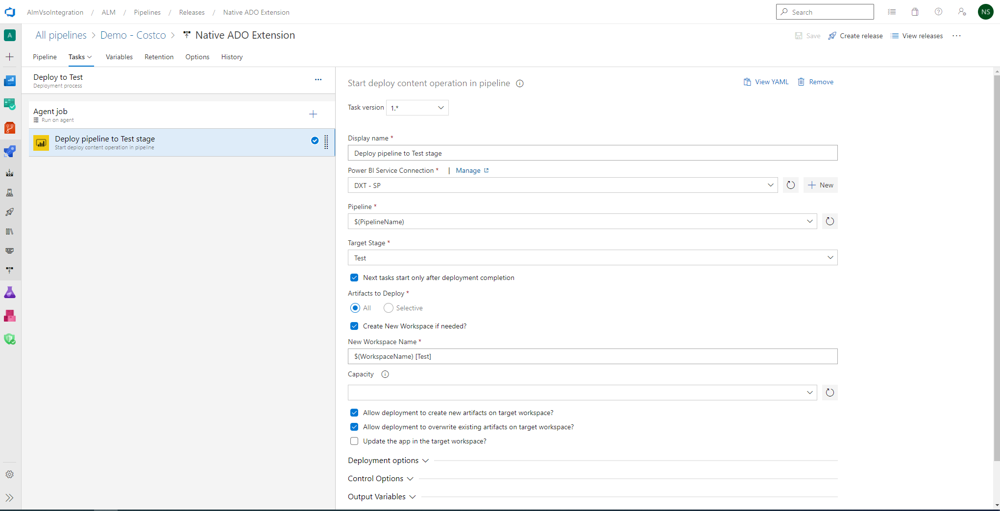 AlmVsoIntegration / ALM / Pipelines / Releases / Native ADO Extension
Search
NS
A
All pipelines > Demo - Costco > Native ADO Extension
Save
Create release
View releases
Pipeline
Tasks
Variables
Retention
Options
History
Deploy to Test
Deployment process
Agent job
Run on agent
Deploy pipeline to Test stage
Start deploy content operation in pipeline
Start deploy content operation in pipeline
View YAML
Remove
Task version 1.*
Display name *
Deploy pipeline to Test stage
Power BI Service Connection * | Manage
DXT - SP
New
Pipeline *
$(PipelineName)
Target Stage *
Test
Next tasks start only after deployment completion
Artifacts to Deploy *
All
Selective
Create New Workspace if needed?
New Workspace Name *
$(WorkspaceName) [Test]
Capacity
Allow deployment to create new artifacts on target workspace?
Allow deployment to overwrite existing artifacts on target workspace?
Update the app in the target workspace?
Deployment options
Control Options
Output Variables